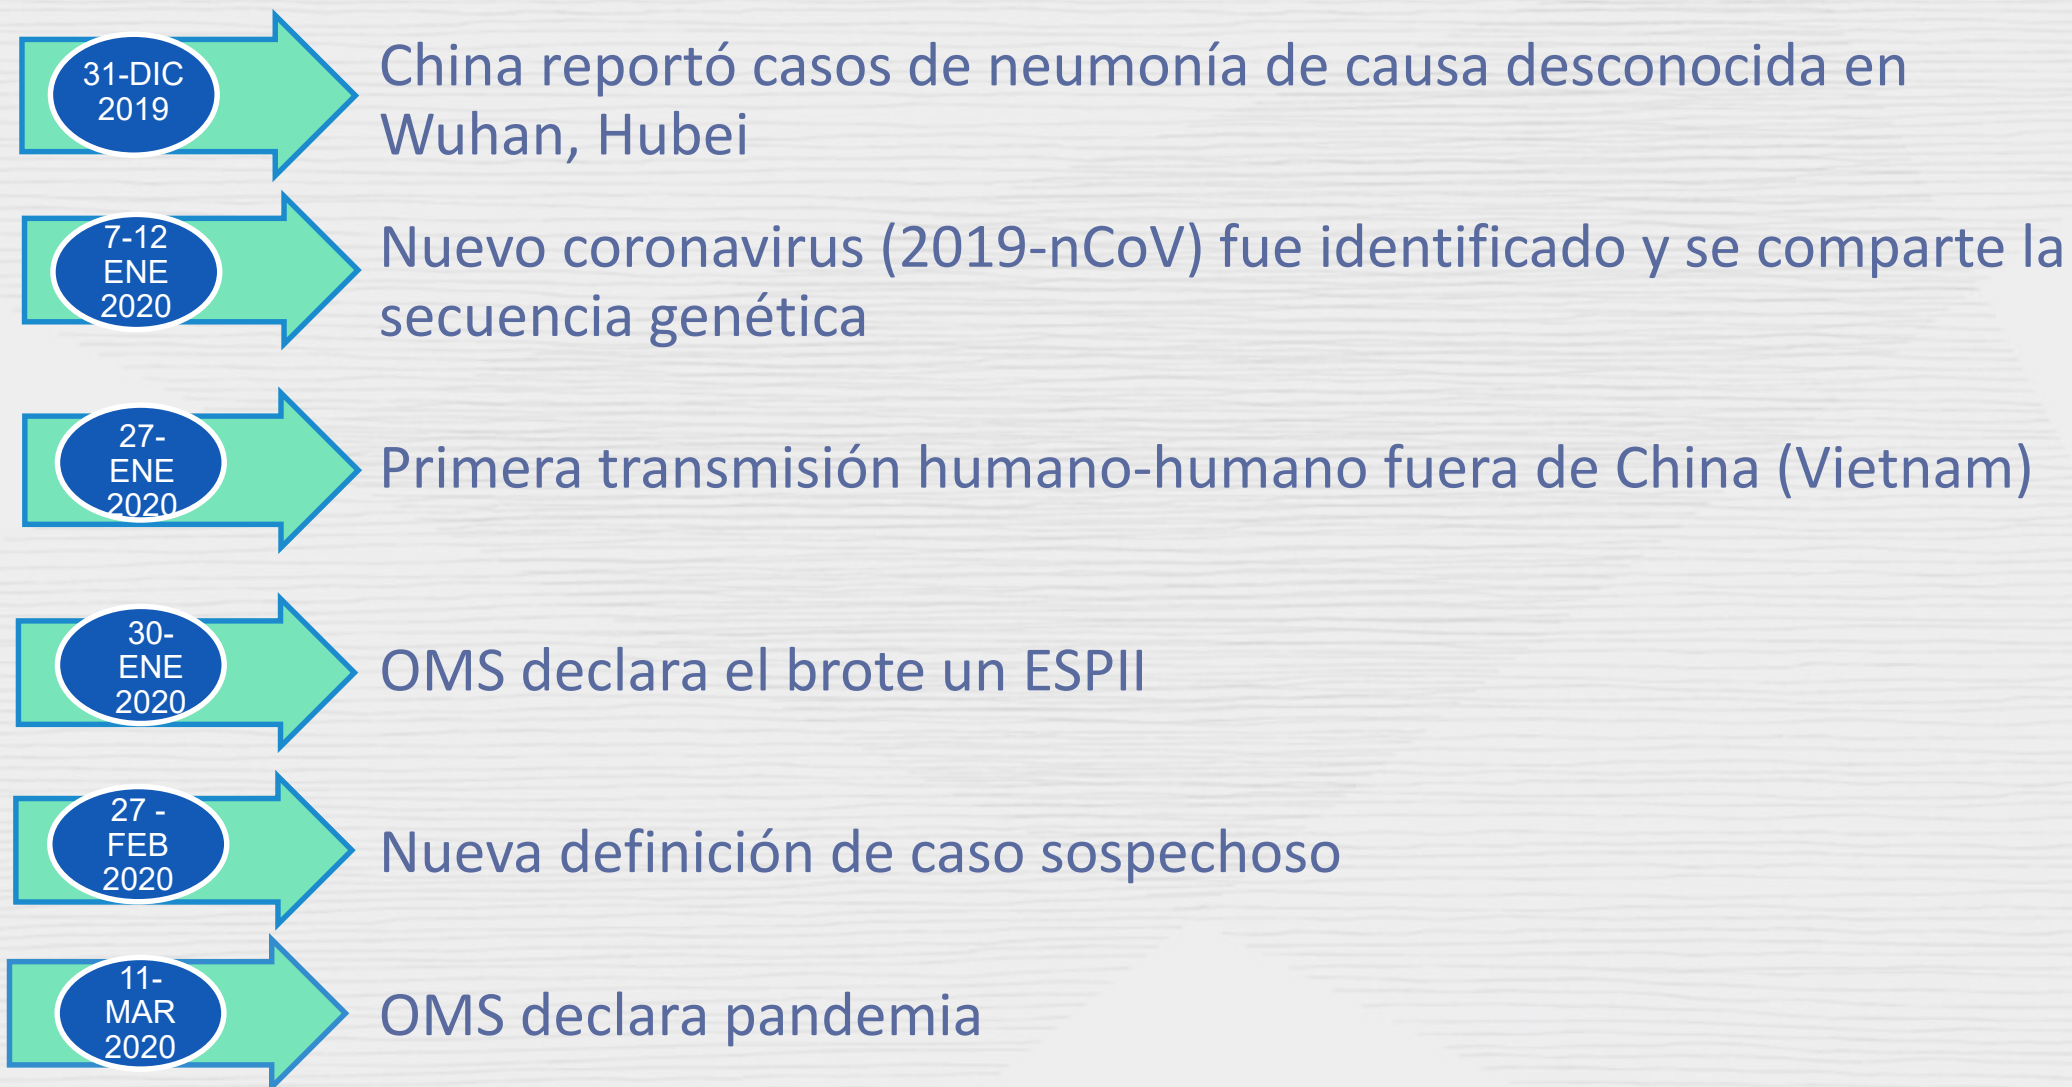 31-DIC
2019
China reportó casos de neumonía de causa desconocida en
Wuhan, Hubei
7-12
ENE
2020
Nuevo coronavirus (2019-nCoV) fue identificado y se comparte la
secuencia genética
27-
ENE
2020
Primera transmisión humano-humano fuera de China (Vietnam)
30-
ENE
2020
OMS declara el brote un ESPII
27 -
FEB
2020
Nueva definición de caso sospechoso
11-
MAR
2020
OMS declara pandemia